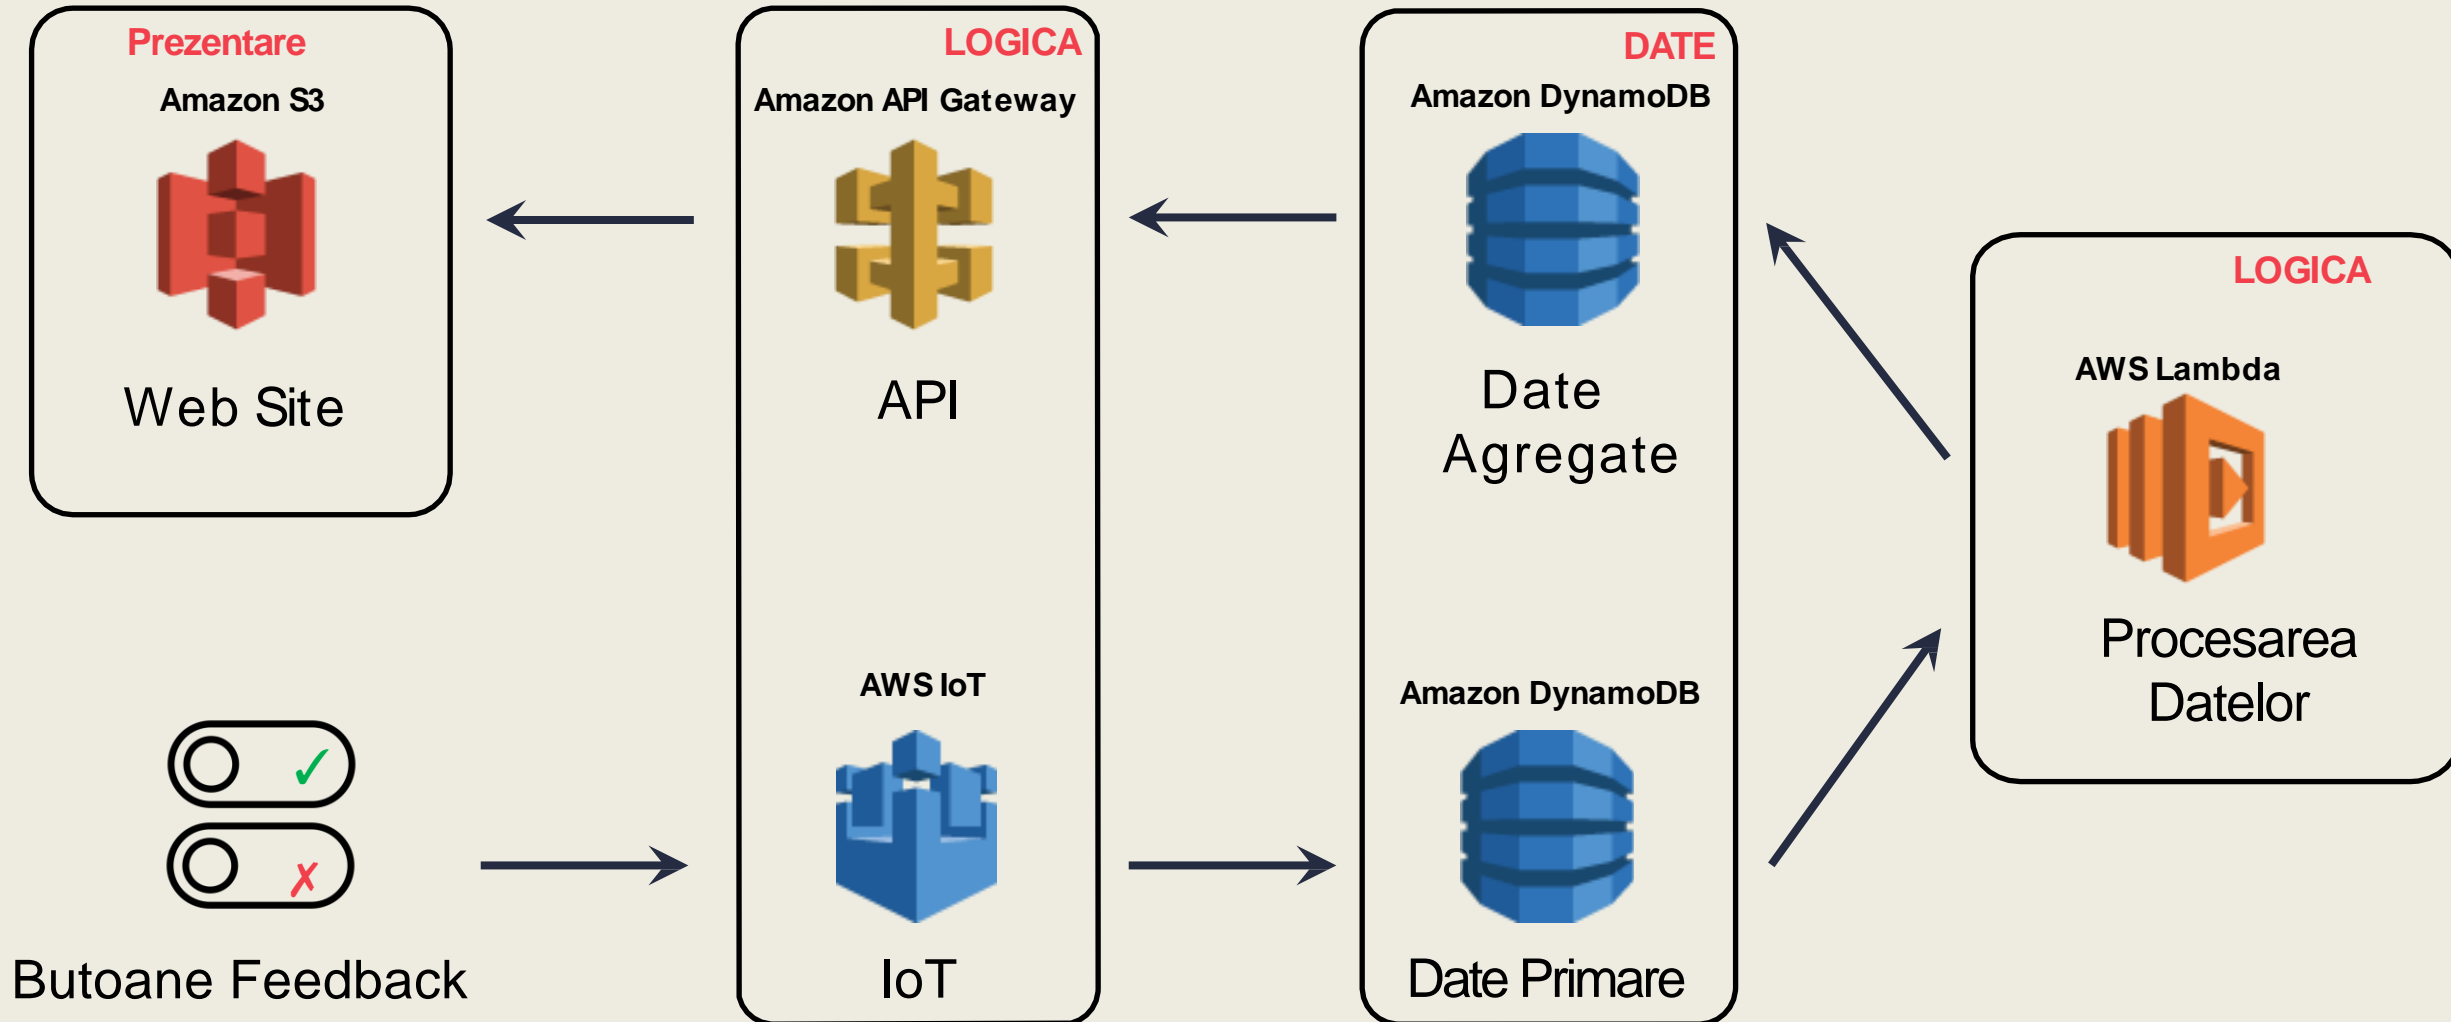 Prezentare
Amazon S3
Web Site
LOGICA
Amazon API Gateway
API
DATE
Amazon DynamoDB
Date
Agregate
LOGICA
AWS Lambda
Procesarea
Datelor
✓
✗
Butoane Feedback
AWS IoT
IoT
Amazon DynamoDB
Date Primare